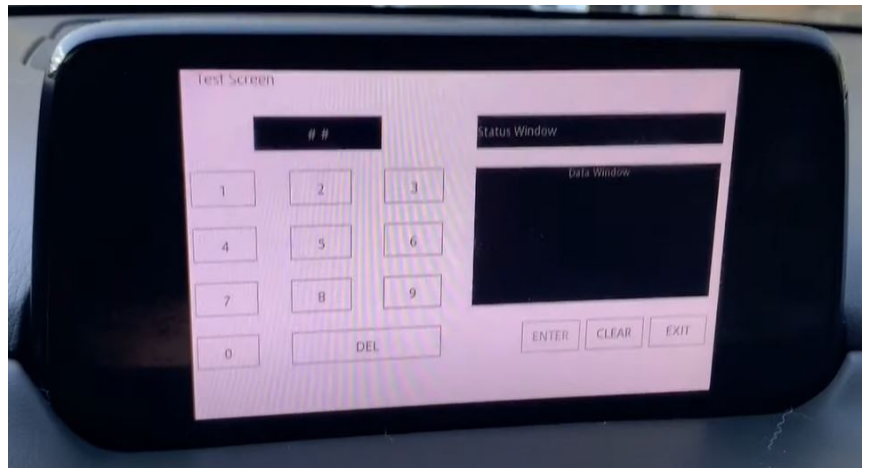 Test Screen
# #
Status Window
Data Window
1 2 3
4 5 6
7 8 9
0 DEL
ENTER CLEAR EXIT